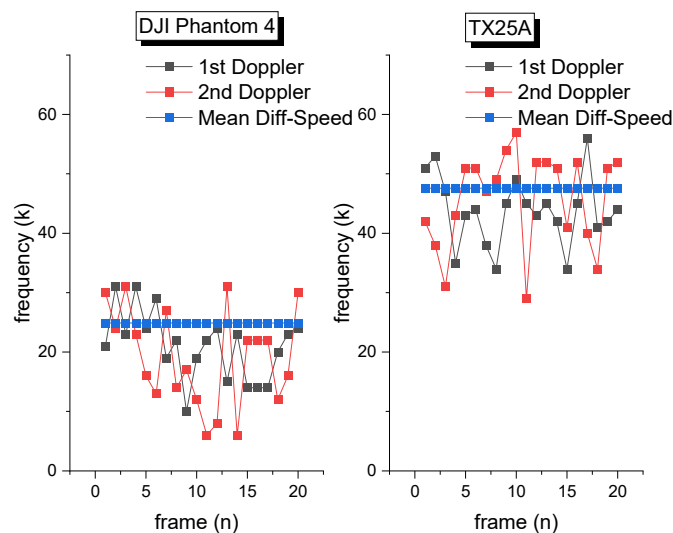 DJI Phantom 4
1st Doppler
2nd Doppler
Mean Diff-Speed
60
40
20
0
frequency (k)
0 5 10 15 20
frame (n)
TX25A
1st Doppler
2nd Doppler
Mean Diff-Speed
60
40
20
0
frequency (k)
0 5 10 15 20
frame (n)